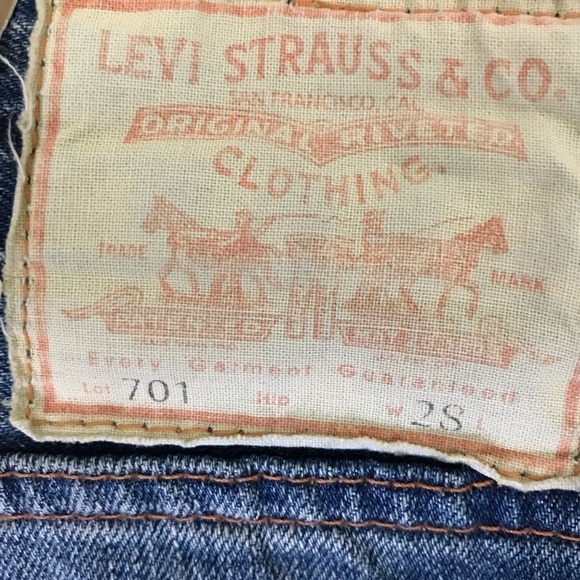 LEVI STRAUSS & CO.
SAN FRANCISCO, CAL
ORIGINAL RIVETED
CLOTHING.
TRADE MARK
Every Garment Guaranteed
Lot 701 Hip W 28 L